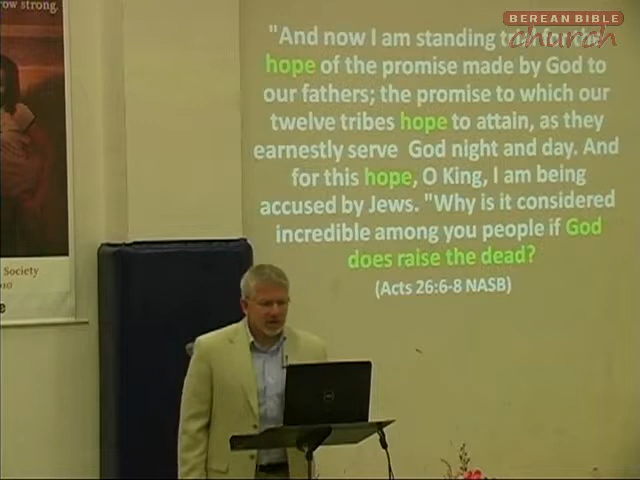 ow strong.
BEREAN BIBLE
church
"And now I am standing
hope of the promise made by God to
our fathers; the promise to which our
twelve tribes hope to attain, as they
earnestly serve God night and day. And
for this hope, O King, I am being
accused by Jews. "Why is it considered
incredible among you people if God
does raise the dead?
(Acts 26:6-8 NASB)
Society
DELL